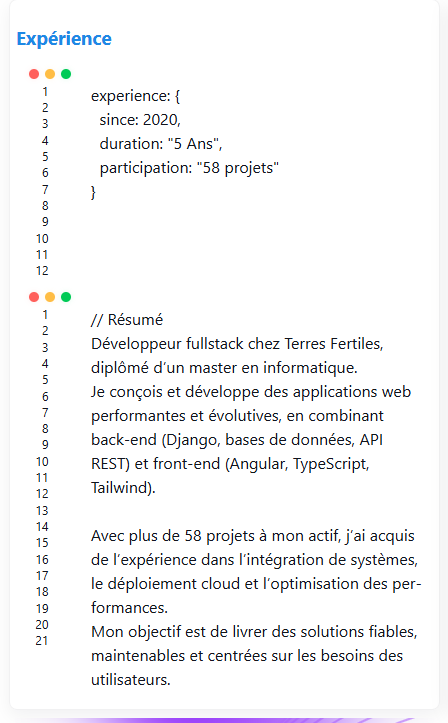 Expérience
1
2
3
4
5
6
7
8
9
10
11
12
experience: {
since: 2020,
duration: "5 Ans",
participation: "58 projets"
}
1
2
3
4
5
6
7
8
9
10
11
12
13
14
15
16
17
18
19
20
21
// Résumé
Développeur fullstack chez Terres Fertiles,
diplômé d’un master en informatique.
Je conçois et développe des applications web
performantes et évolutives, en combinant
back-end (Django, bases de données, API
REST) et front-end (Angular, TypeScript,
Tailwind).
Avec plus de 58 projets à mon actif, j’ai acquis
de l’expérience dans l’intégration de systèmes,
le déploiement cloud et l’optimisation des per-
formances.
Mon objectif est de livrer des solutions fiables,
maintenables et centrées sur les besoins des
utilisateurs.